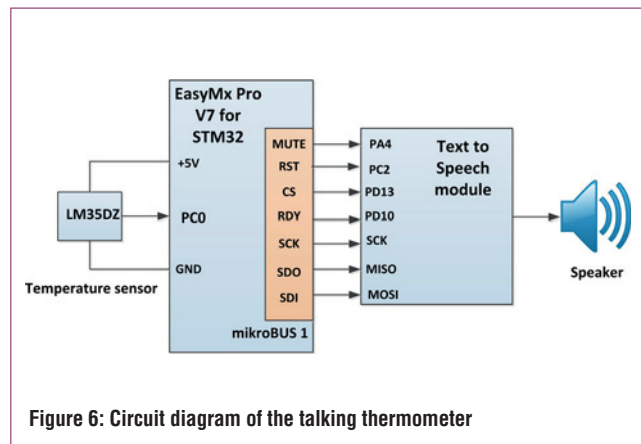 EasyMx Pro
V7 for
STM32
+5V
LM35DZ
PC0
GND
Temperature sensor
MUTE
RST
CS
RDY
SCK
SDO
SDI
mikroBUS 1
PA4
PC2
PD13
PD10
SCK
MISO
MOSI
Text to
Speech
module
Speaker
Figure 6: Circuit diagram of the talking thermometer